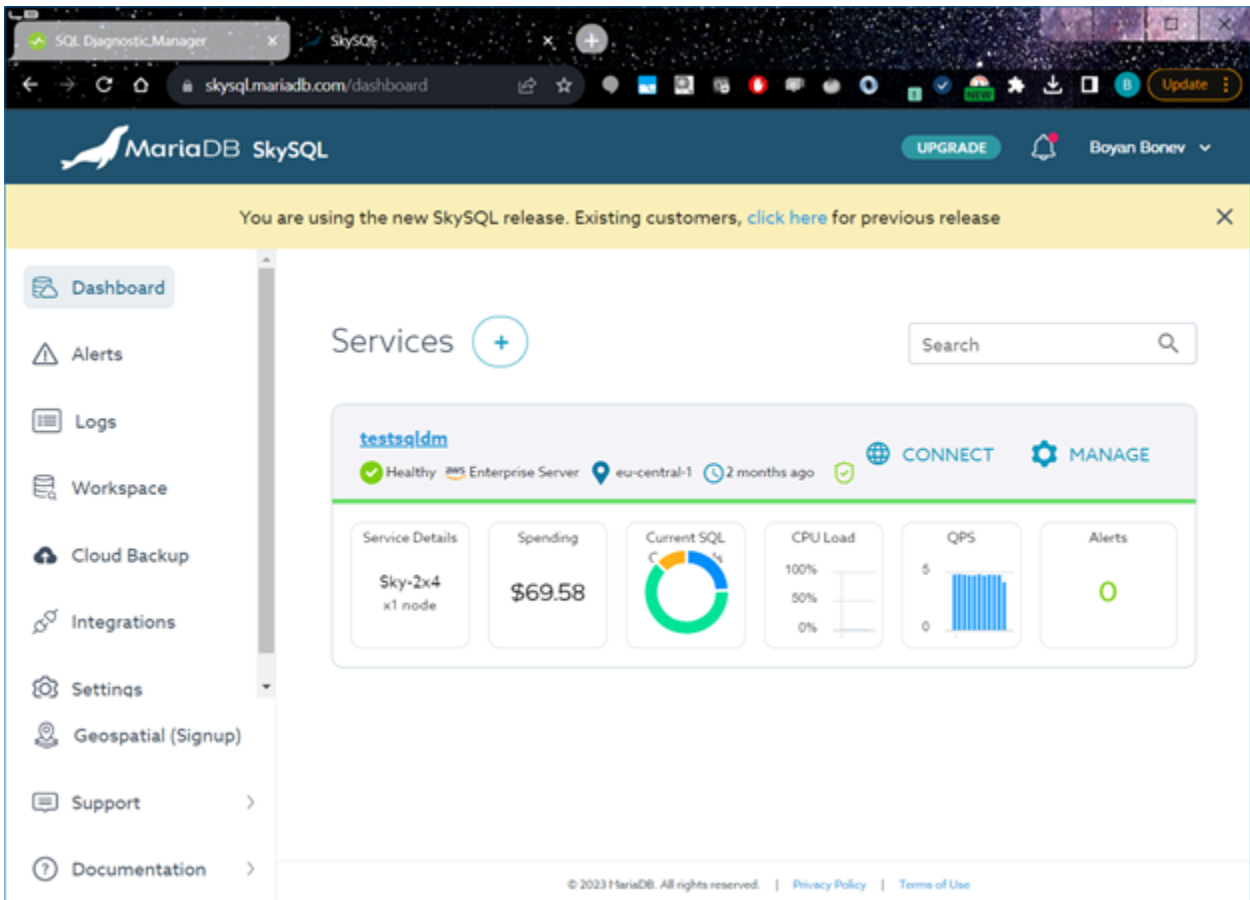 SQL Diagnostic Manager
SkySQL
skysql.mariadb.com/dashboard
NEW
B
Update
MariaDB SkySQL
UPGRADE
Boyan Bonev
You are using the new SkySQL release. Existing customers, click here for previous release
Dashboard
Alerts
Logs
Workspace
Cloud Backup
Integrations
Settings
Geospatial (Signup)
Support
Documentation
Services
+
Search
testsqldm
Healthy aws Enterprise Server eu-central-1 2 months ago
CONNECT
MANAGE
Service Details
Sky-2x4
x1 node
Spending
$69.58
Current SQL
CPU Load
100%
50%
0%
QPS
5
0
Alerts
0
© 2023 MariaDB. All rights reserved. | Privacy Policy | Terms of Use